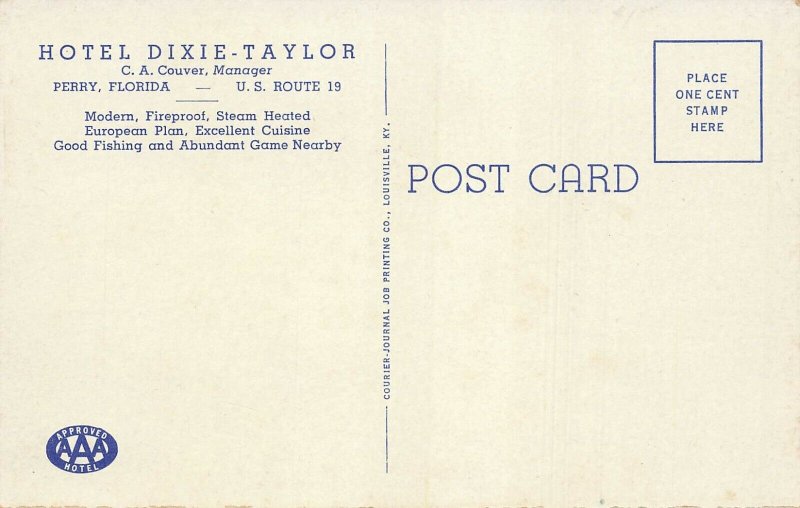 HOTEL DIXIE-TAYLOR
C. A. Couver, Manager
PERRY, FLORIDA — U. S. ROUTE 19
Modern, Fireproof, Steam Heated
European Plan, Excellent Cuisine
Good Fishing and Abundant Game Nearby
APPROVED
AAA
HOTEL
COURIER-JOURNAL JOB PRINTING CO., LOUISVILLE, KY.
POST CARD
PLACE
ONE CENT
STAMP
HERE